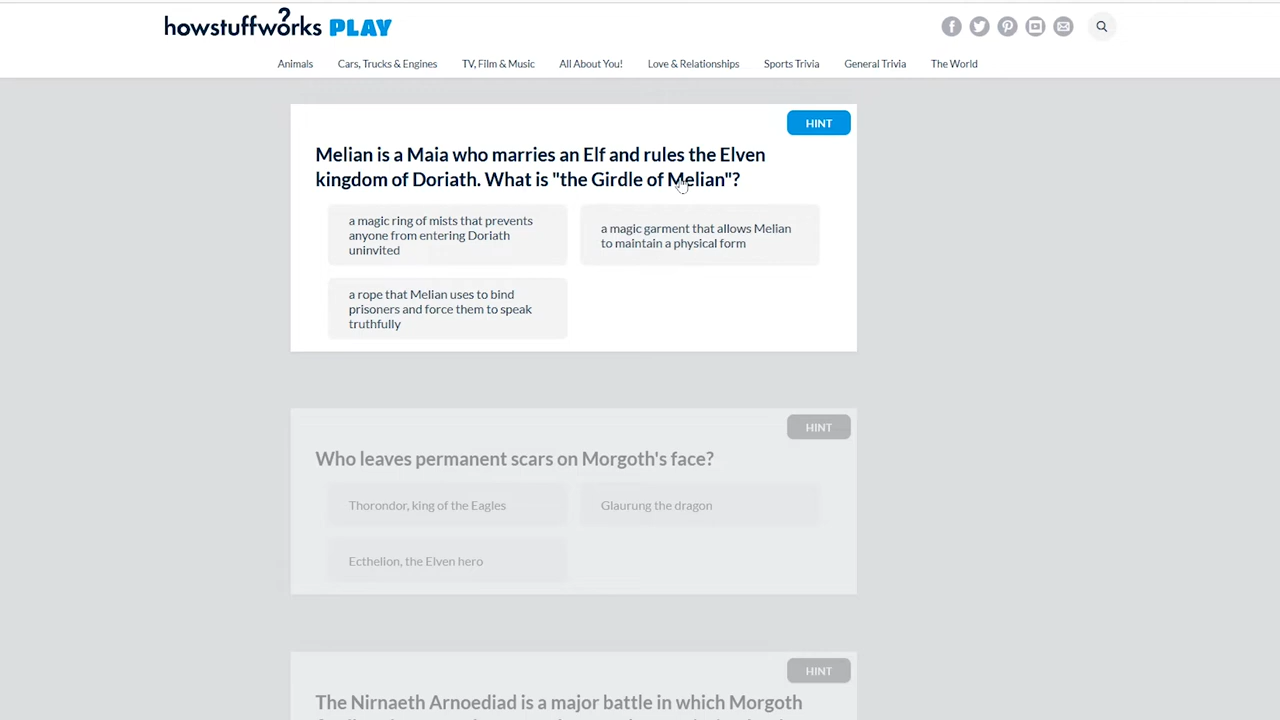 howstuffworks PLAY
Animals Cars, Trucks & Engines TV, Film & Music All About You! Love & Relationships Sports Trivia General Trivia The World
HINT
Melian is a Maia who marries an Elf and rules the Elven
kingdom of Doriath. What is "the Girdle of Melian"?
a magic ring of mists that prevents
anyone from entering Doriath
uninvited
a magic garment that allows Melian
to maintain a physical form
a rope that Melian uses to bind
prisoners and force them to speak
truthfully
HINT
Who leaves permanent scars on Morgoth's face?
Thorondor, king of the Eagles
Glaurung the dragon
Ecthelion, the Elven hero
HINT
The Nirnaeth Arnoediad is a major battle in which Morgoth